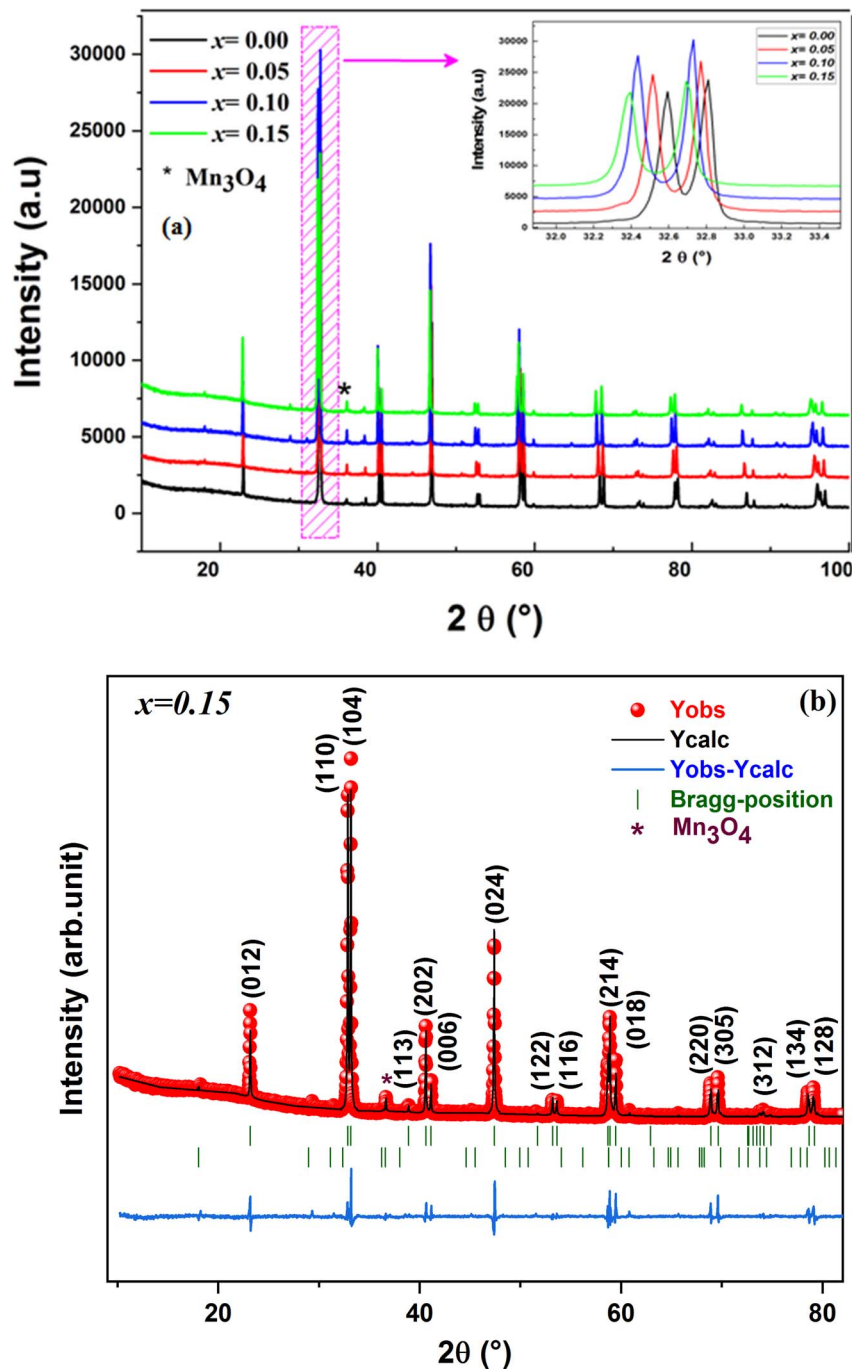 30000
25000
20000
15000
10000
5000
0
Intensity (a.u)
x= 0.00
x= 0.05
x= 0.10
x= 0.15
* Mn3O4
(a)
*
20
40
60
80
100
2 θ (°)
30000
25000
20000
15000
10000
5000
0
Intensity (a.u)
x= 0.00
x= 0.05
x= 0.10
x= 0.15
32.0
32.2
32.4
32.6
32.8
33.0
33.2
33.4
2 θ (°)
x=0.15
(b)
Yobs
Ycalc
Yobs-Ycalc
Bragg-position
* Mn3O4
Intensity (arb.unit)
(012)
(110)
(104)
*
(113)
(202)
(006)
(024)
(122)
(116)
(214)
(018)
(220)
(305)
(312)
(134)
(128)
20
40
60
80
2θ (°)